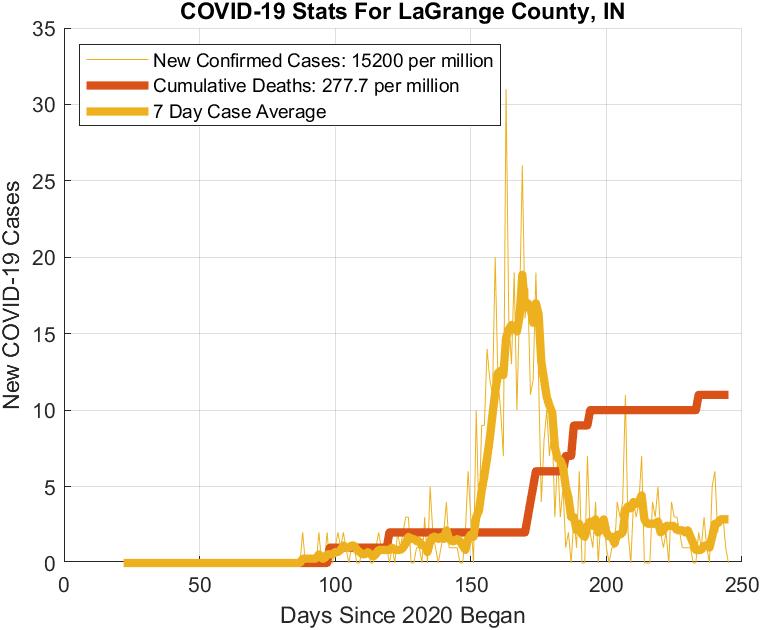 COVID-19 Stats For LaGrange County, IN
New Confirmed Cases: 15200 per million
Cumulative Deaths: 277.7 per million
7 Day Case Average
New COVID-19 Cases
35
30
25
20
15
10
5
0
0 50 100 150 200 250
Days Since 2020 Began